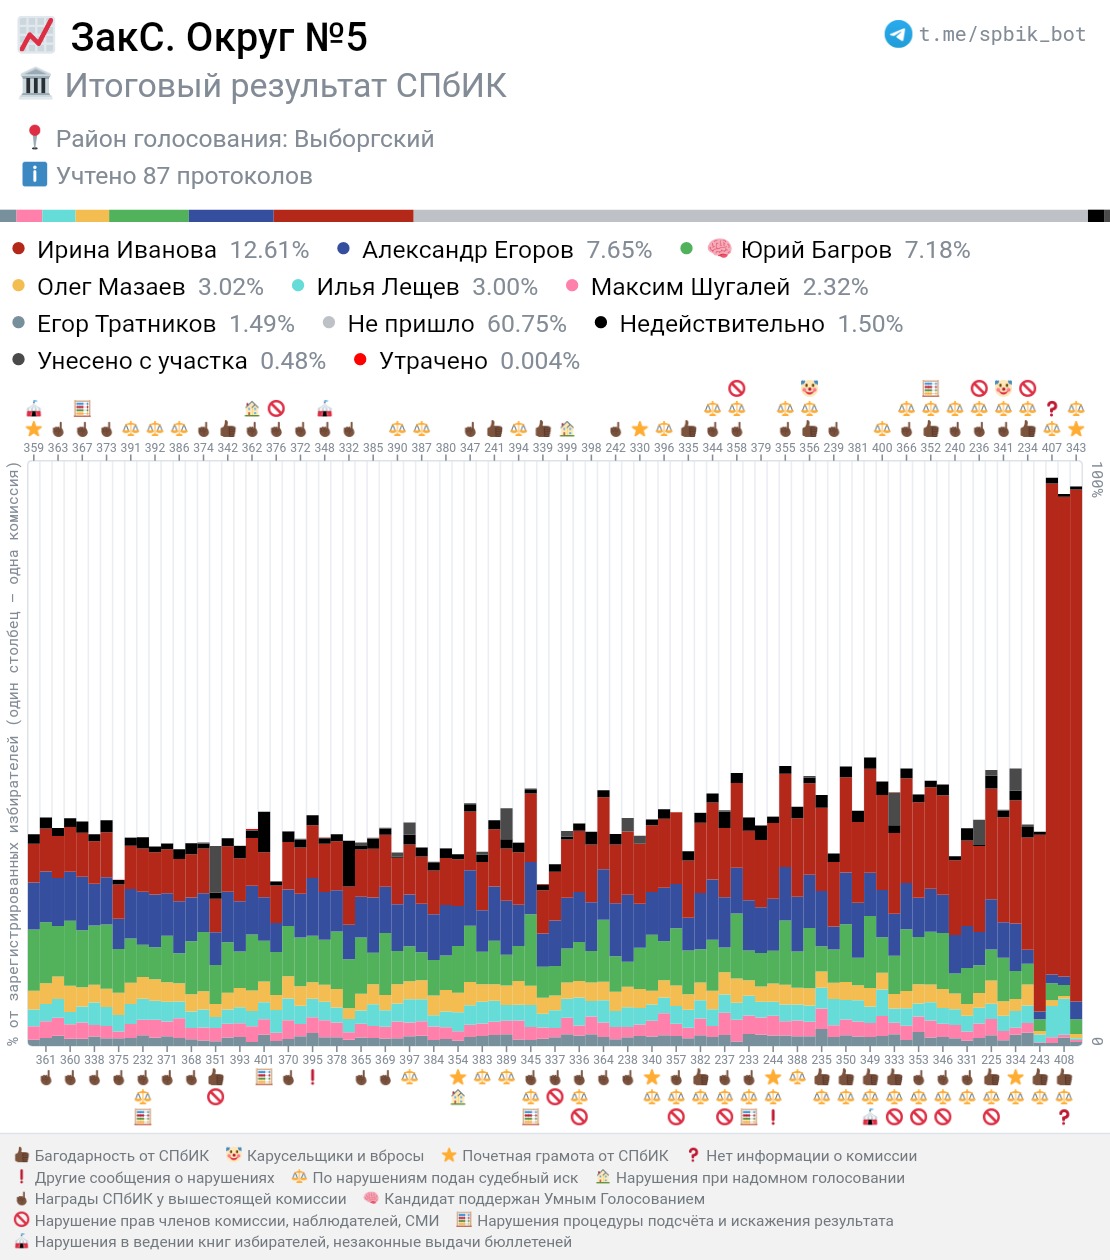 ЗакС. Округ №5
t.me/spbik_bot
Итоговый результат СПбИК
Район голосования: Выборгский
Учтено 87 протоколов
Ирина Иванова 12.61% Александр Егоров 7.65% Юрий Багров 7.18%
Олег Мазаев 3.02% Илья Лещев 3.00% Максим Шугалей 2.32%
Егор Тратников 1.49% Не пришло 60.75% Недействительно 1.50%
Унесено с участка 0.48% Утрачено 0.004%
359 363 367 373 391 392 386 374 342 362 376 372 348 332 385 390 387 380 347 241 394 339 399 398 242 330 396 335 344 358 379 355 356 239 381 400 366 352 240 236 341 234 407 343
100%
% от зарегистрированных избирателей (один столбец – одна комиссия)
0
361 360 338 375 232 371 368 351 393 401 370 395 378 365 369 397 384 354 383 389 345 337 336 364 238 340 357 382 237 233 244 388 235 350 349 333 353 346 331 225 334 243 408
Багодарность от СПбИК Карусельщики и вбросы Почетная грамота от СПбИК Нет информации о комиссии
Другие сообщения о нарушениях По нарушениям подан судебный иск Нарушения при надомном голосовании
Награды СПбИК у вышестоящей комиссии Кандидат поддержан Умным Голосованием
Нарушение прав членов комиссии, наблюдателей, СМИ Нарушения процедуры подсчёта и искажения результата
Нарушения в ведении книг избирателей, незаконные выдачи бюллетеней